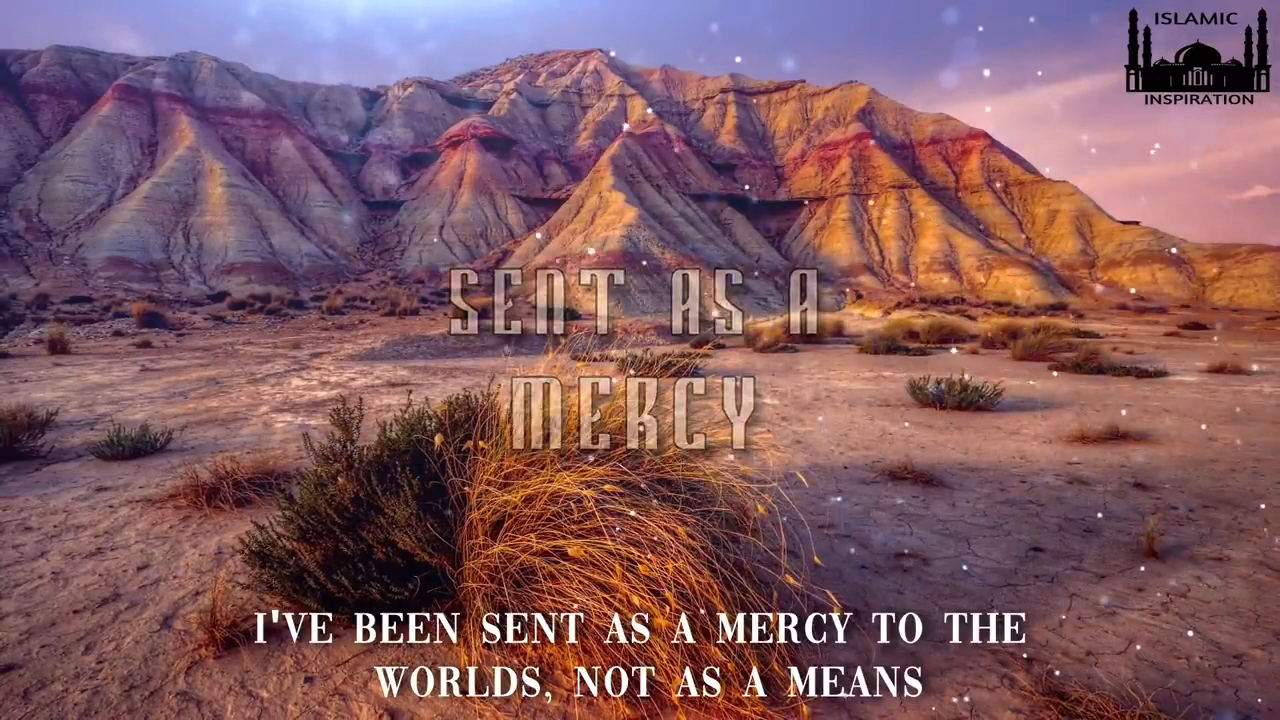 ISLAMIC
INSPIRATION
SENT AS A
MERCY
I'VE BEEN SENT AS A MERCY TO THE
WORLDS, NOT AS A MEANS